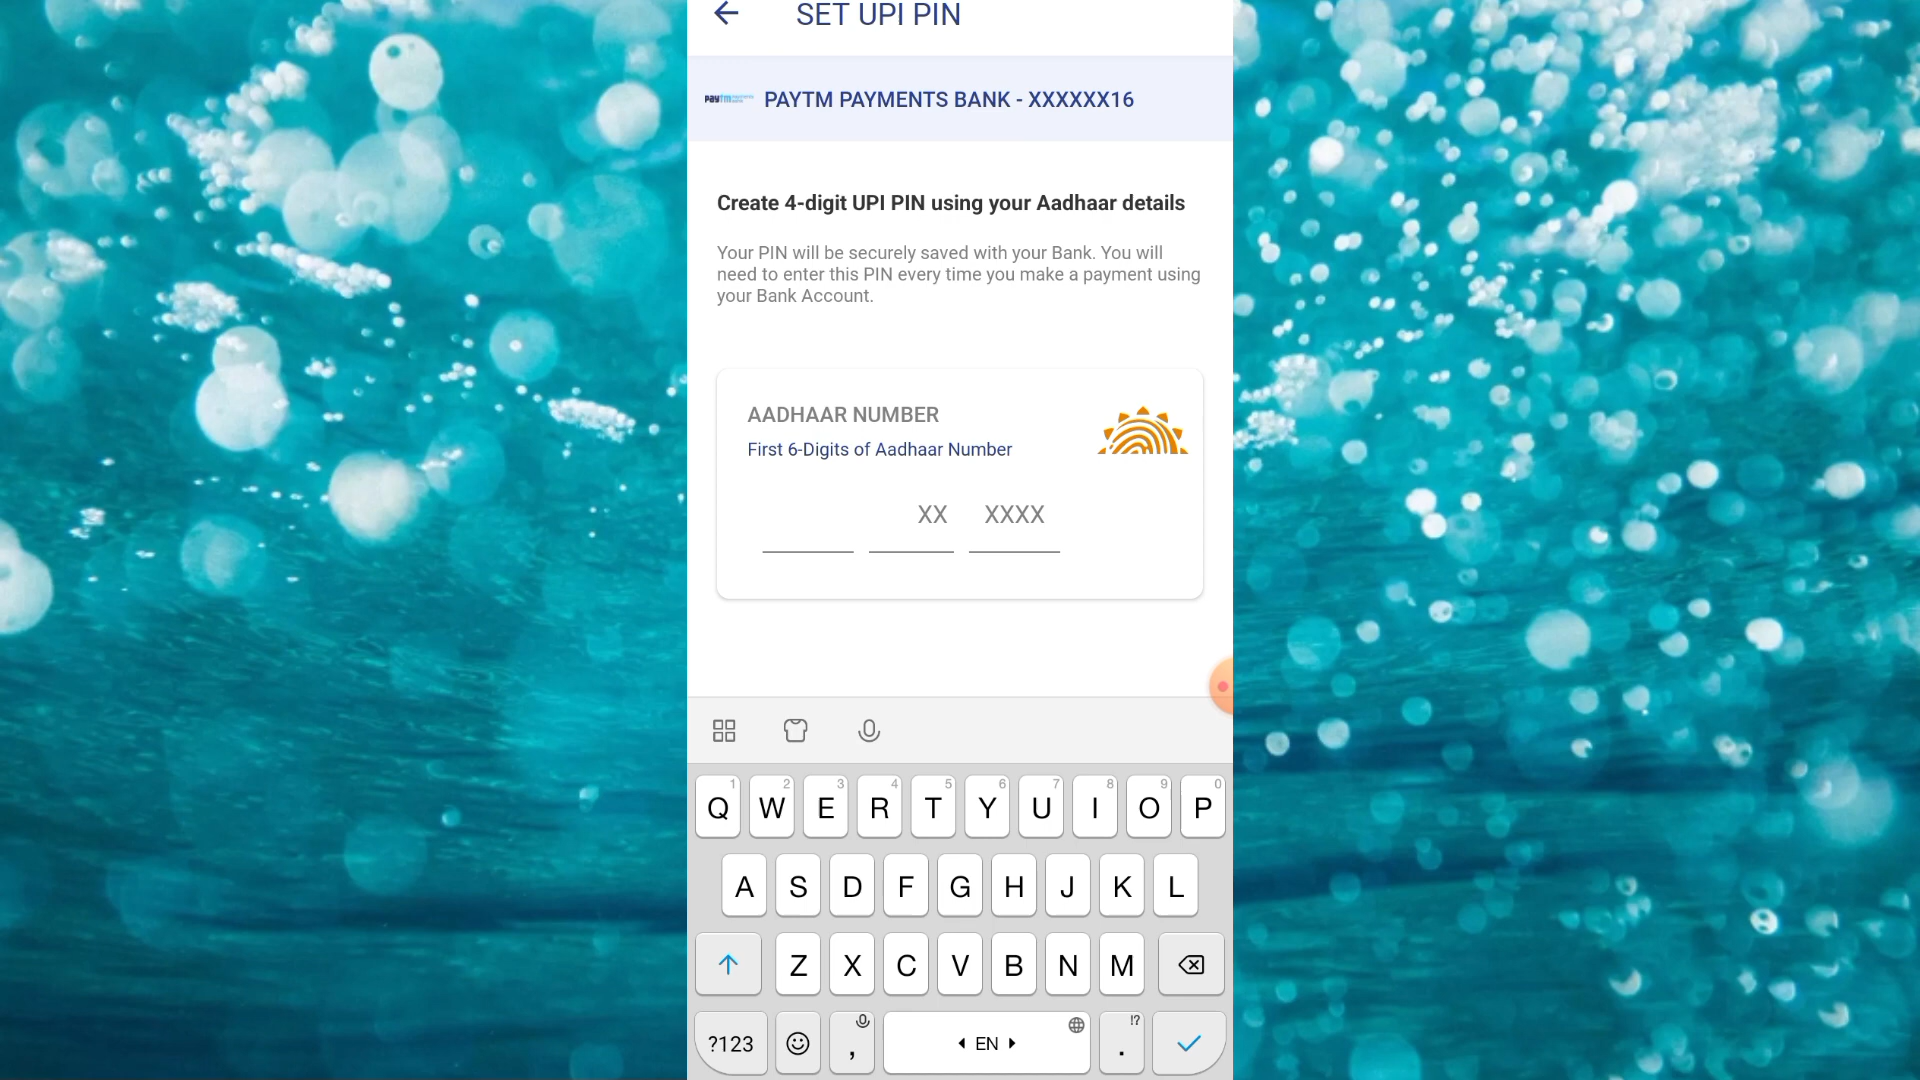 SET UPI PIN
paytm PAYTM PAYMENTS BANK - XXXXXX16
Create 4-digit UPI PIN using your Aadhaar details
Your PIN will be securely saved with your Bank. You will
need to enter this PIN every time you make a payment using
your Bank Account.
AADHAAR NUMBER
First 6-Digits of Aadhaar Number
XX XXXX
1 2 3 4 5 6 7 8 9 0
Q W E R T Y U I O P
A S D F G H J K L
Z X C V B N M
!?
?123 , EN .